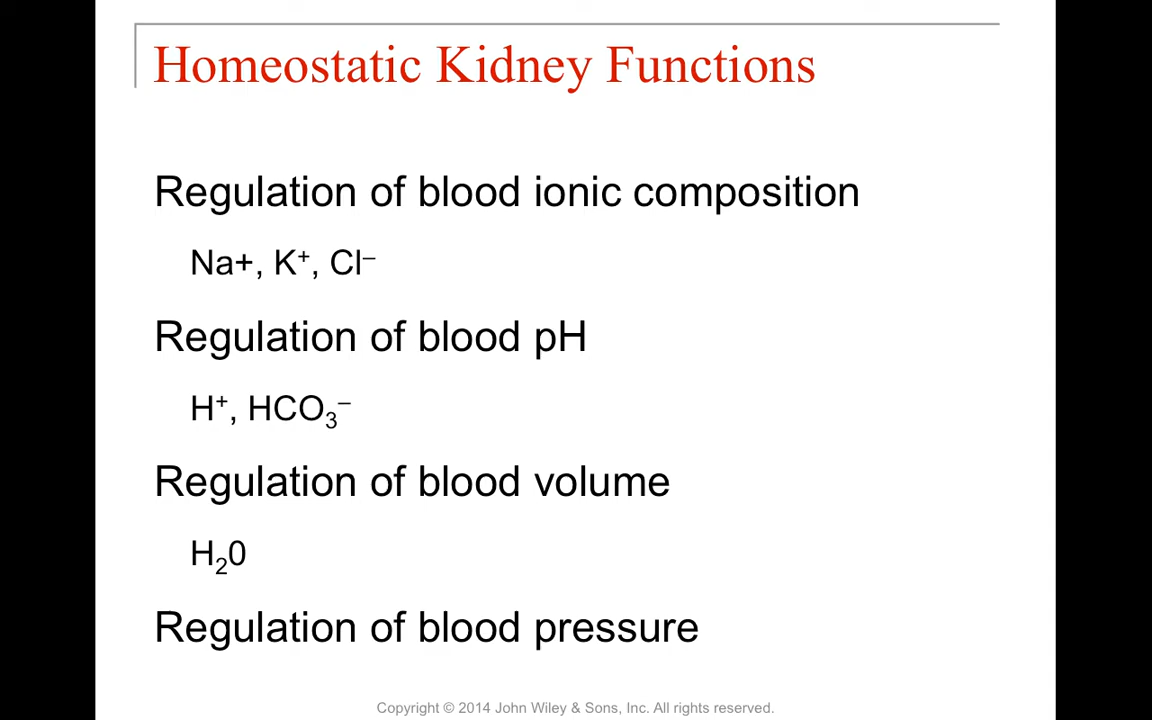 Homeostatic Kidney Functions
Regulation of blood ionic composition
Na+, K⁺, Cl⁻
Regulation of blood pH
H⁺, HCO₃⁻
Regulation of blood volume
H₂0
Regulation of blood pressure
Copyright © 2014 John Wiley & Sons, Inc. All rights reserved.